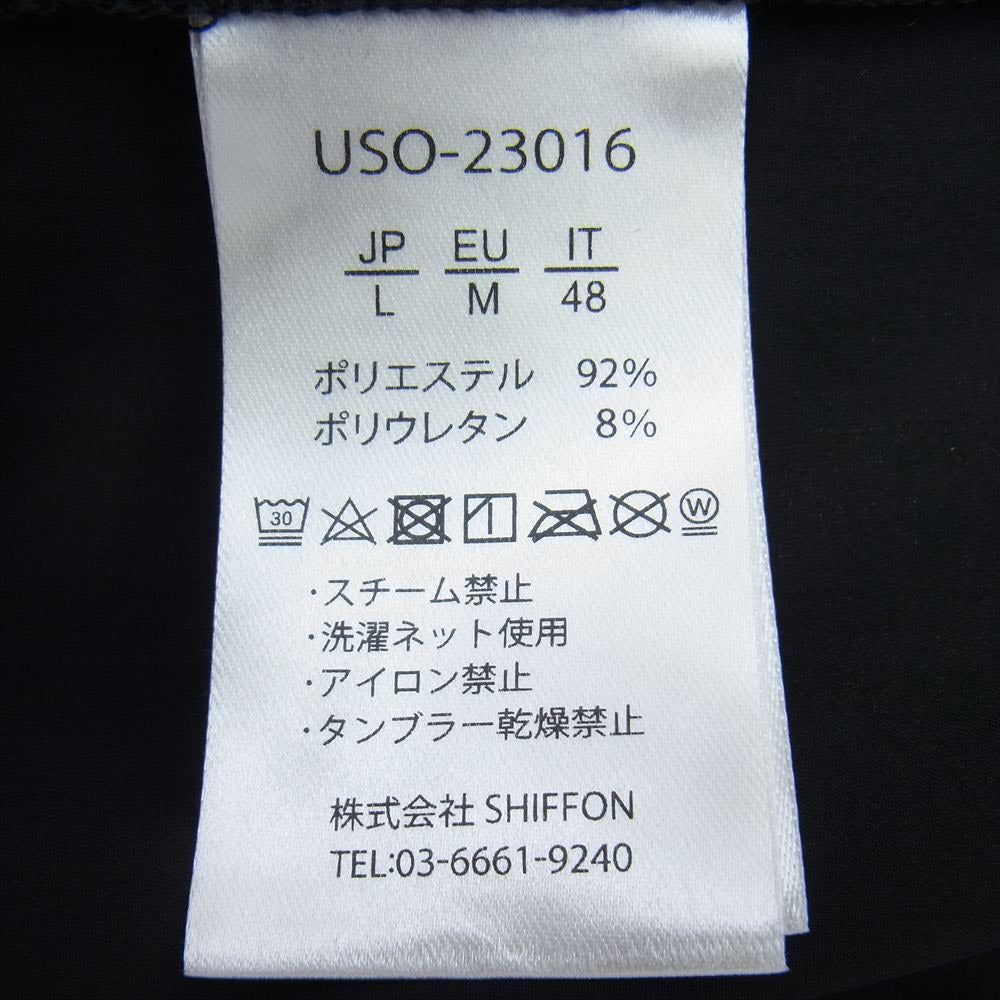 USO-23016
JP EU IT
L M 48
ポリエステル 92%
ポリウレタン 8%
30 W
・スチーム禁止
・洗濯ネット使用
・アイロン禁止
・タンブラー乾燥禁止
株式会社 SHIFFON
TEL:03-6661-9240